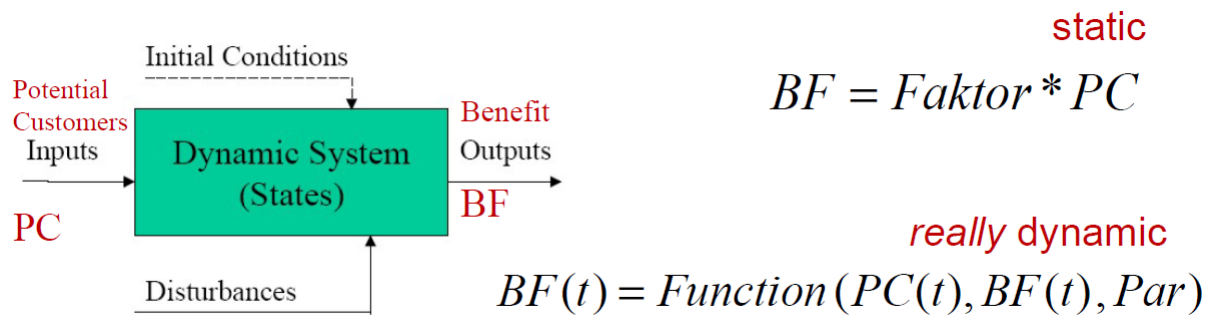 Initial Conditions
Potential
Customers
Inputs
PC
Dynamic System
(States)
Benefit
Outputs
BF
Disturbances
static
BF = Faktor * PC
really dynamic
BF(t) = Function(PC(t), BF(t), Par)